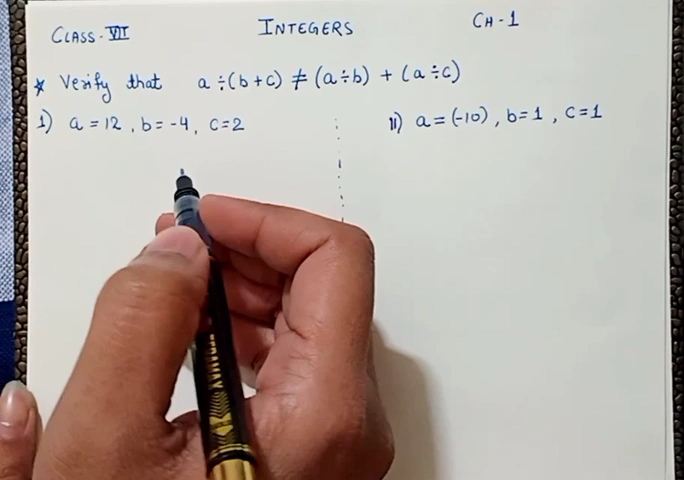 CLASS-VII INTEGERS CH-1
* Verify that a÷(b+c) ≠ (a÷b) + (a÷c)
I) a = 12, b = -4, c = 2 II) a = (-10), b = 1, c = 1